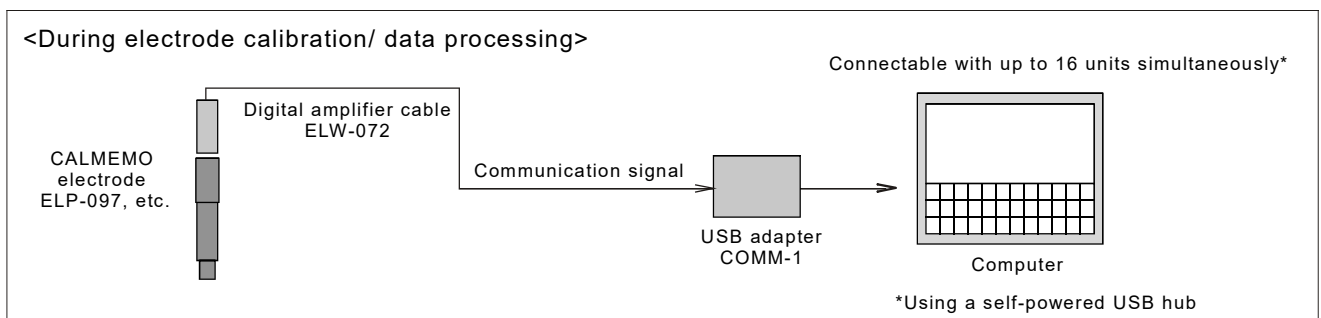 <During electrode calibration/ data processing>
Connectable with up to 16 units simultaneously*
Digital amplifier cable
ELW-072
CALMEMO
electrode
ELP-097, etc.
Communication signal
USB adapter
COMM-1
Computer
*Using a self-powered USB hub